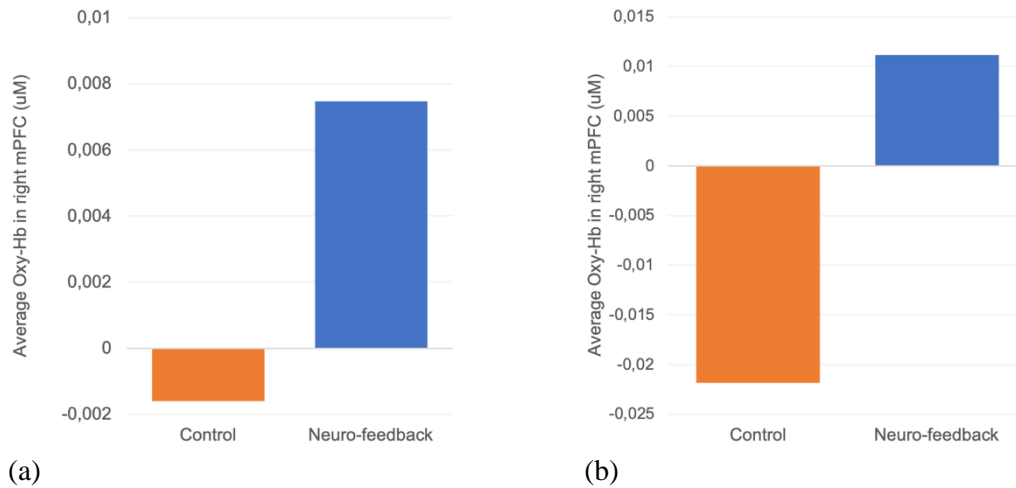 Average Oxy-Hb in right mPFC (uM)
0,01
0,008
0,006
0,004
0,002
0
-0,002
Control Neuro-feedback
(a)
Average Oxy-Hb in right mPFC (uM)
0,015
0,01
0,005
0
-0,005
-0,01
-0,015
-0,02
-0,025
Control Neuro-feedback
(b)